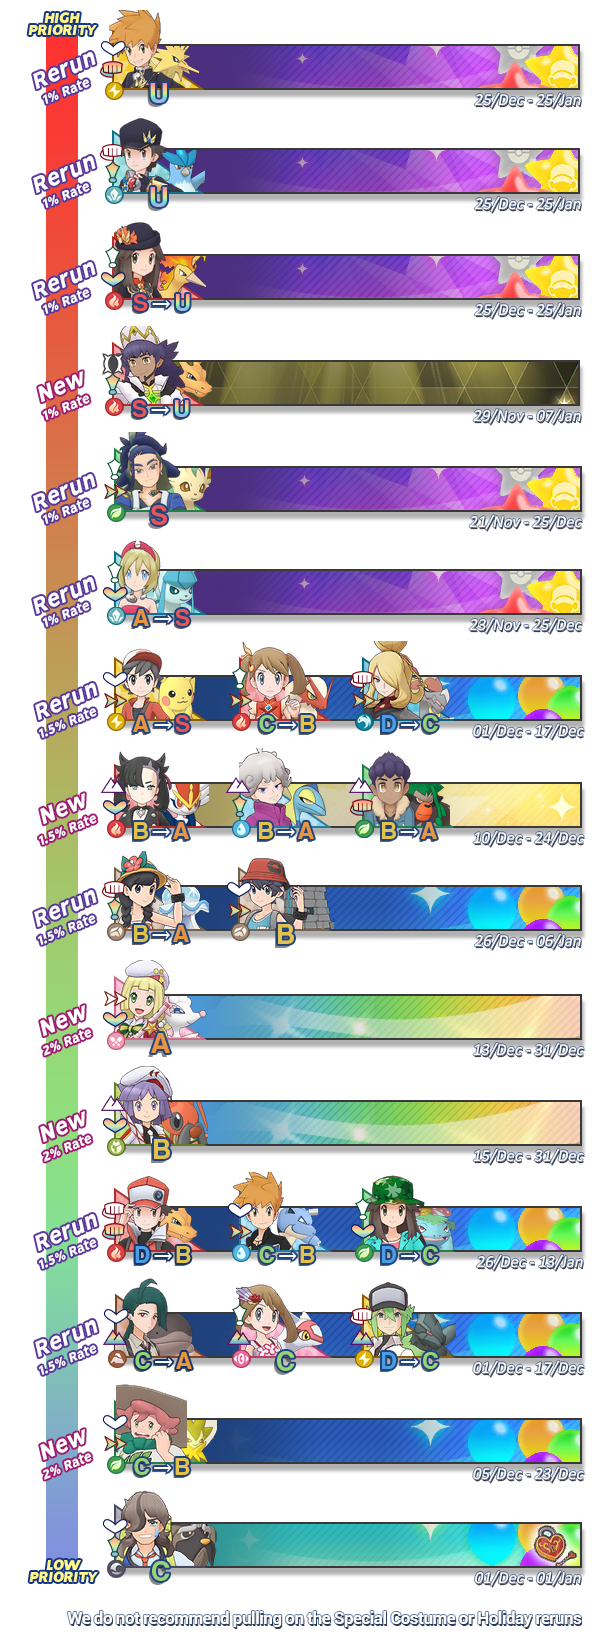 HIGH
PRIORITY
Rerun
1% Rate
U
25/Dec - 25/Jan
Rerun
1% Rate
U
25/Dec - 25/Jan
Rerun
1% Rate
S→U
25/Dec - 25/Jan
New
1% Rate
S→U
29/Nov - 07/Jan
Rerun
1% Rate
S
21/Nov - 25/Dec
Rerun
1% Rate
A→S
23/Nov - 25/Dec
Rerun
1.5% Rate
A→S C→B D→C
01/Dec - 17/Dec
New
1.5% Rate
B→A B→A B→A
10/Dec - 24/Dec
Rerun
1.5% Rate
B→A B
26/Dec - 06/Jan
New
2% Rate
A
13/Dec - 31/Dec
New
2% Rate
B
15/Dec - 31/Dec
Rerun
1.5% Rate
D→B C→B D→C
26/Dec - 13/Jan
Rerun
1.5% Rate
C→A C D→C
01/Dec - 17/Dec
New
2% Rate
C→B
05/Dec - 23/Dec
C
01/Dec - 01/Jan
LOW
PRIORITY
We do not recommend pulling on the Special Costume or Holiday reruns